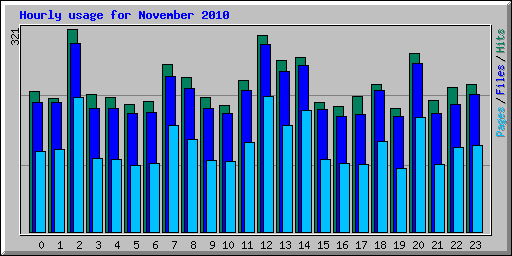 Hourly usage for November 2010
321
Pages / Files / Hits
0 1 2 3 4 5 6 7 8 9 10 11 12 13 14 15 16 17 18 19 20 21 22 23